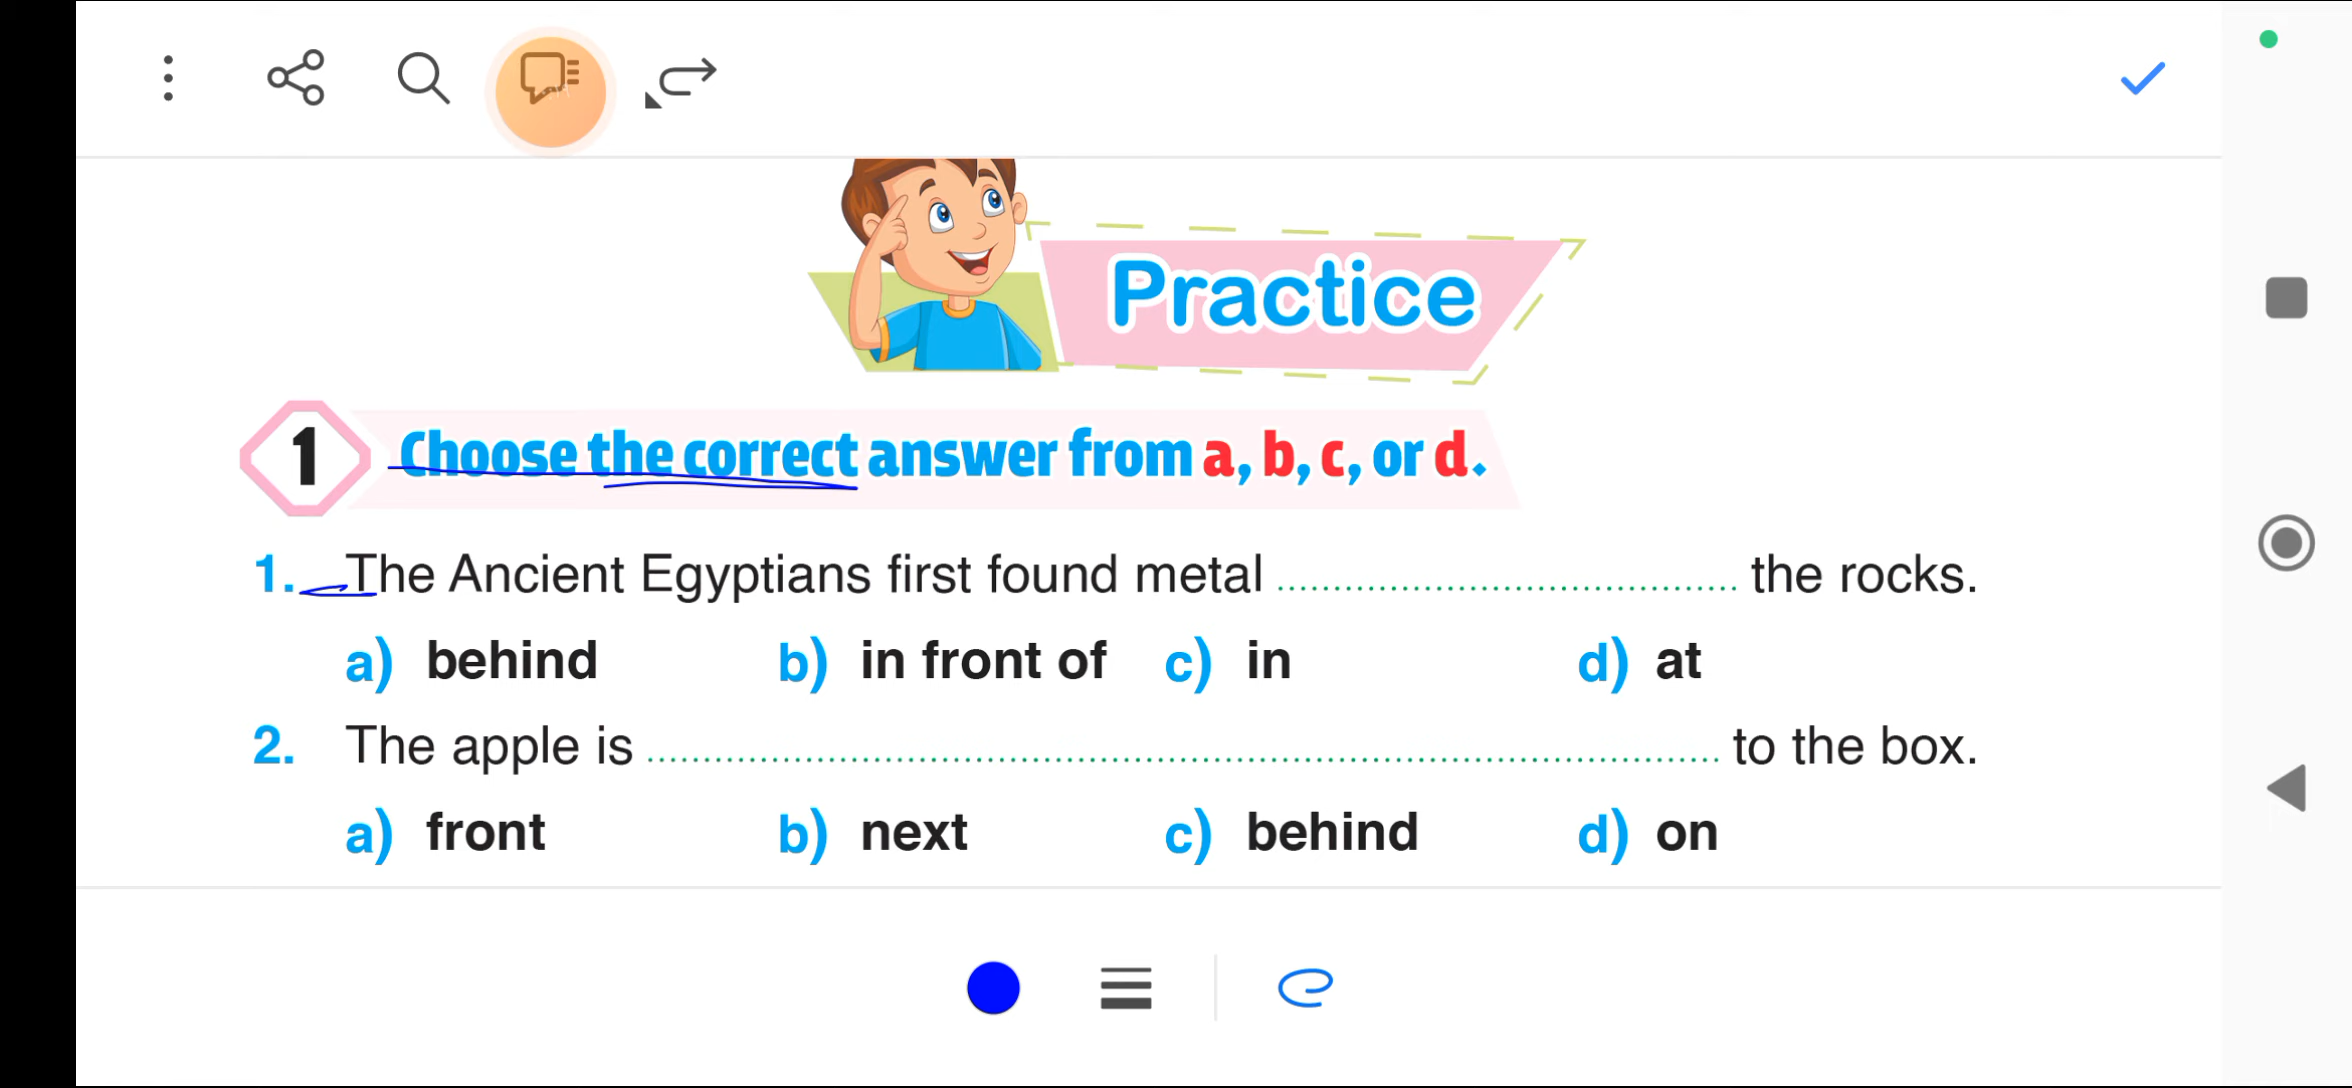 Practice
1 Choose the correct answer from a, b, c, or d.
1. The Ancient Egyptians first found metal ........................................ the rocks.
a) behind b) in front of c) in d) at
2. The apple is ............................................................................................ to the box.
a) front b) next c) behind d) on